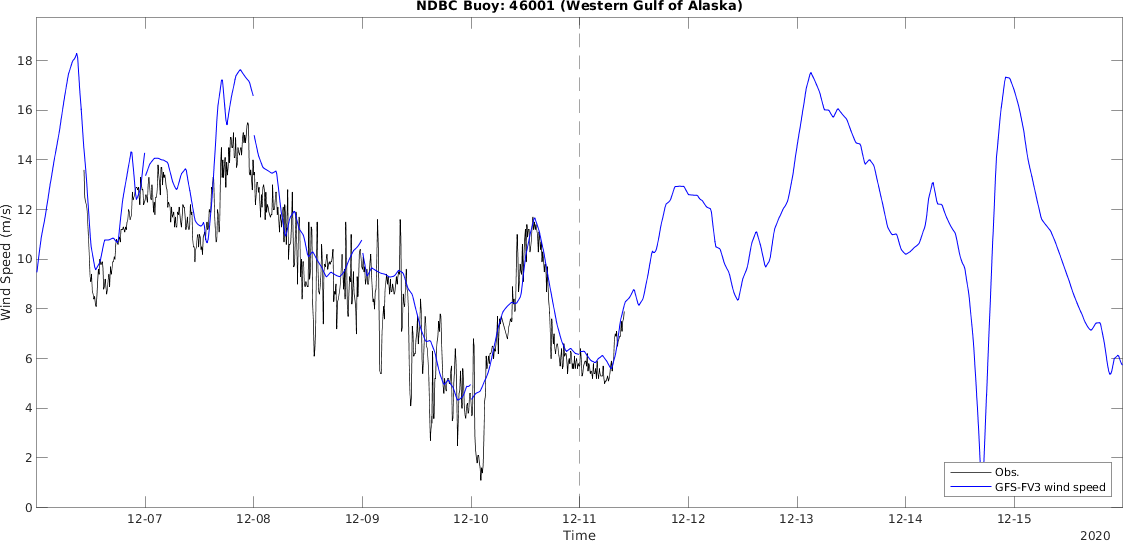 NDBC Buoy: 46001 (Western Gulf of Alaska)
Wind Speed (m/s)
18
16
14
12
10
8
6
4
2
0
12-07 12-08 12-09 12-10 12-11 12-12 12-13 12-14 12-15
Time
2020
Obs.
GFS-FV3 wind speed